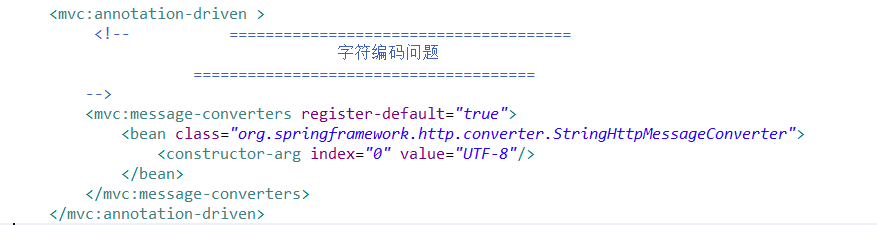 <mvc:annotation-driven >
<!-- ======================================
字符编码问题
======================================
-->
<mvc:message-converters register-default="true">
<bean class="org.springframework.http.converter.StringHttpMessageConverter">
<constructor-arg index="0" value="UTF-8"/>
</bean>
</mvc:message-converters>
</mvc:annotation-driven>